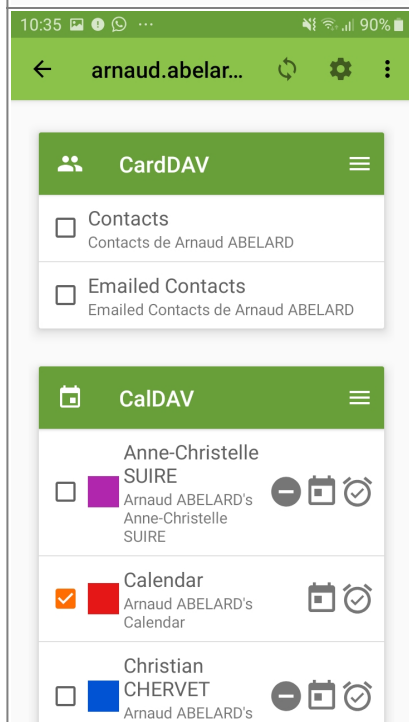 10:35 ··· 90%
arnaud.abelar...
CardDAV
Contacts
Contacts de Arnaud ABELARD
Emailed Contacts
Emailed Contacts de Arnaud ABELARD
CalDAV
Anne-Christelle
SUIRE
Arnaud ABELARD's
Anne-Christelle
SUIRE
Calendar
Arnaud ABELARD's
Calendar
Christian
CHERVET
Arnaud ABELARD's